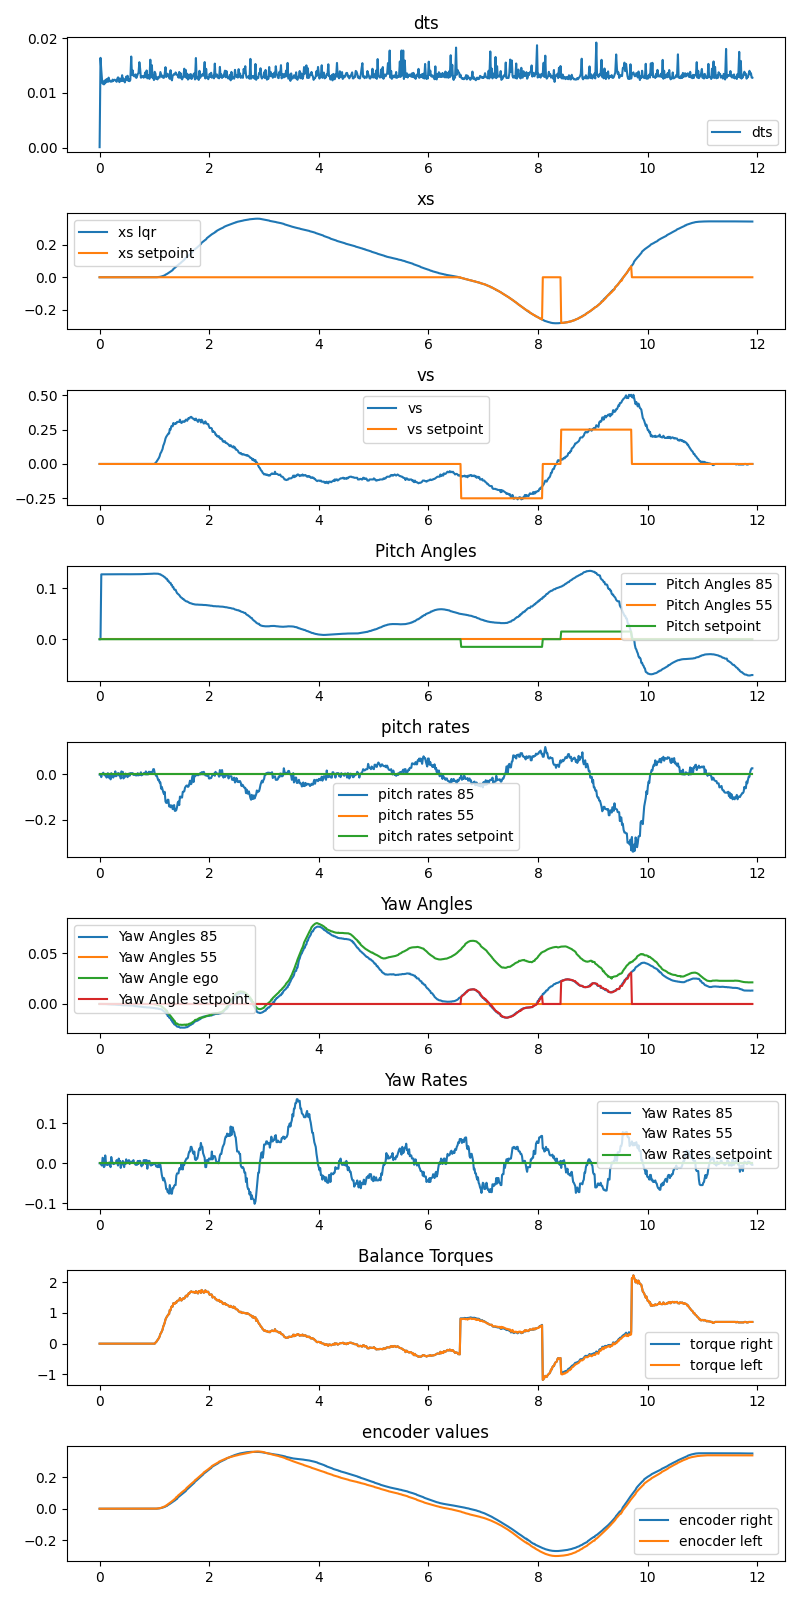 dts
0.02
0.01
0.00
dts
0 2 4 6 8 10 12
xs
0.2
0.0
−0.2
xs lqr
xs setpoint
0 2 4 6 8 10 12
vs
0.50
0.25
0.00
−0.25
vs
vs setpoint
0 2 4 6 8 10 12
Pitch Angles
0.1
0.0
Pitch Angles 85
Pitch Angles 55
Pitch setpoint
0 2 4 6 8 10 12
pitch rates
0.0
−0.2
pitch rates 85
pitch rates 55
pitch rates setpoint
0 2 4 6 8 10 12
Yaw Angles
0.05
0.00
Yaw Angles 85
Yaw Angles 55
Yaw Angle ego
Yaw Angle setpoint
0 2 4 6 8 10 12
Yaw Rates
0.1
0.0
−0.1
Yaw Rates 85
Yaw Rates 55
Yaw Rates setpoint
0 2 4 6 8 10 12
Balance Torques
2
1
0
−1
torque right
torque left
0 2 4 6 8 10 12
encoder values
0.2
0.0
−0.2
encoder right
enocder left
0 2 4 6 8 10 12